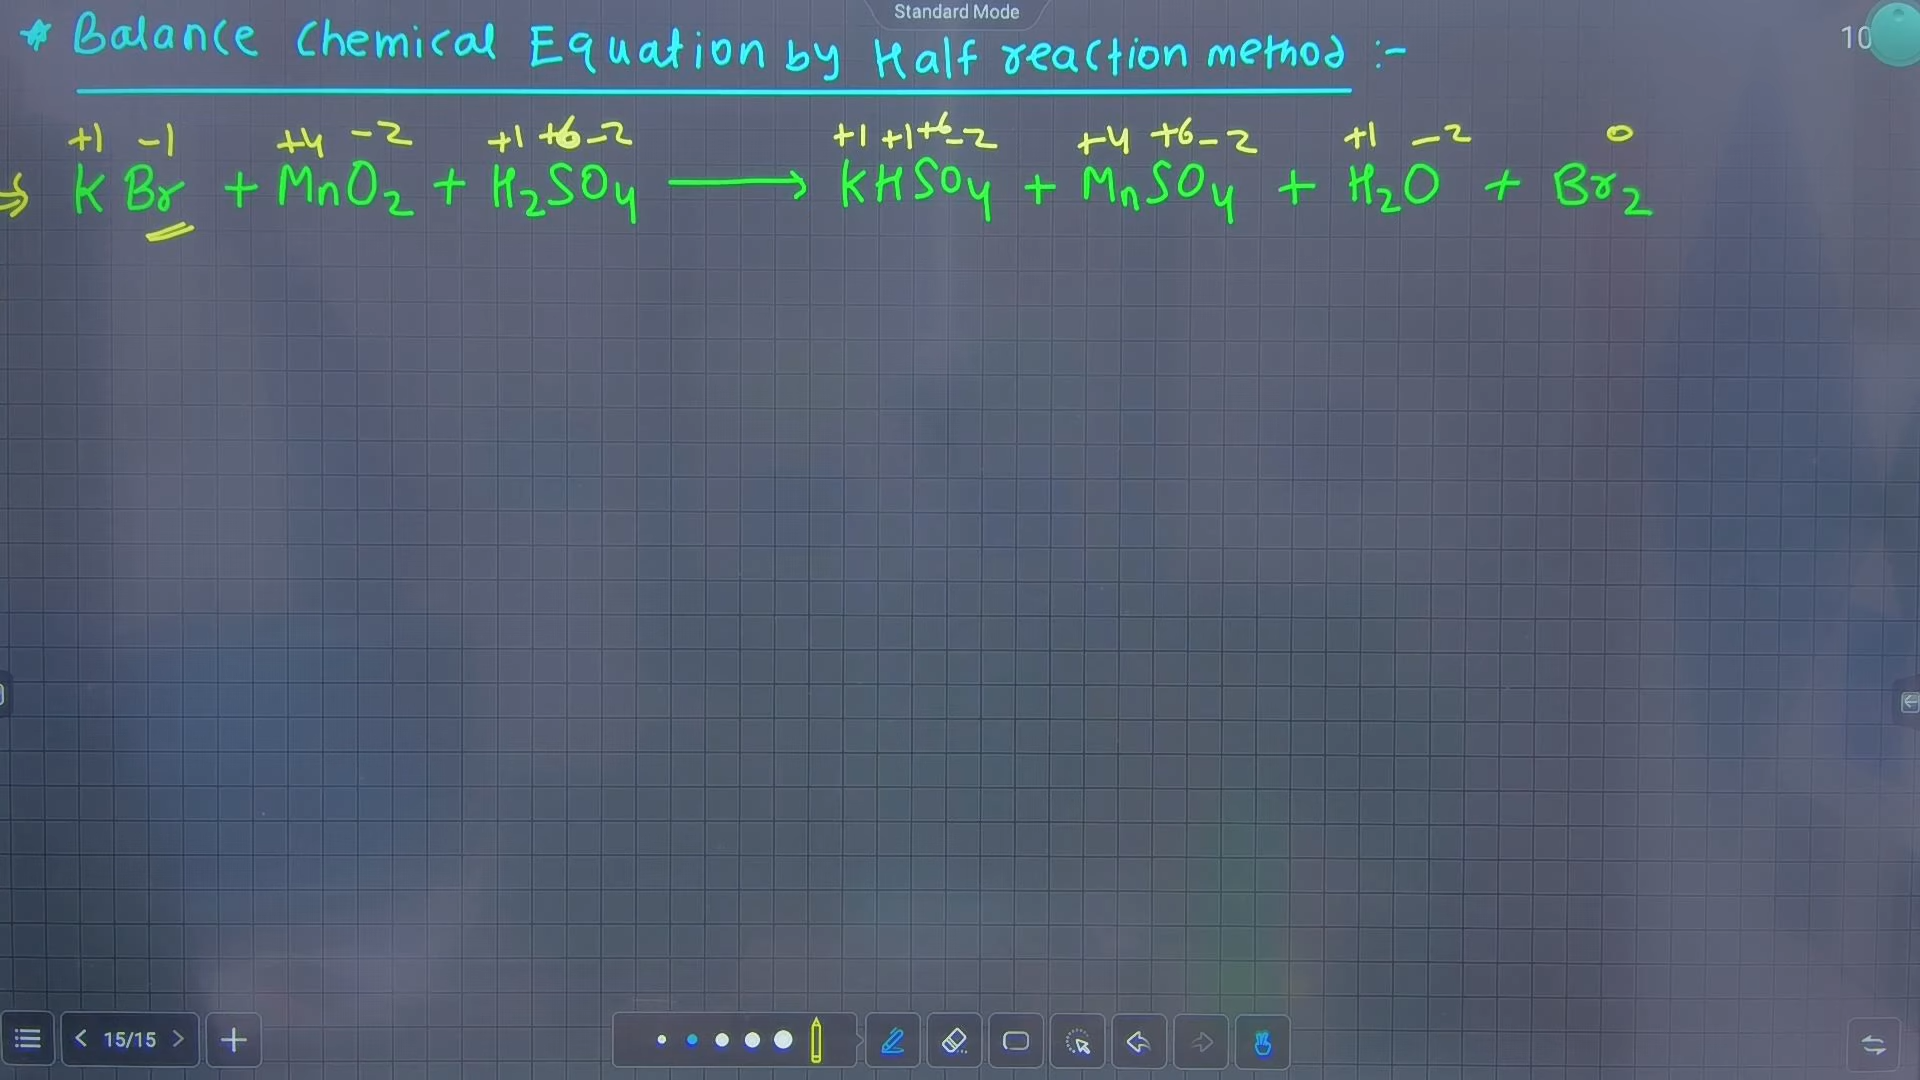 Standard Mode
10
* Balance Chemical Equation by Half reaction method :-
+1 -1 +4 -2 +1 +6 -2 +1 +1 +6 -2 +4 +6 -2 +1 -2 0
⇒ KBr + MnO₂ + H₂SO₄ ⟶ KHSO₄ + MnSO₄ + H₂O + Br₂
15/15